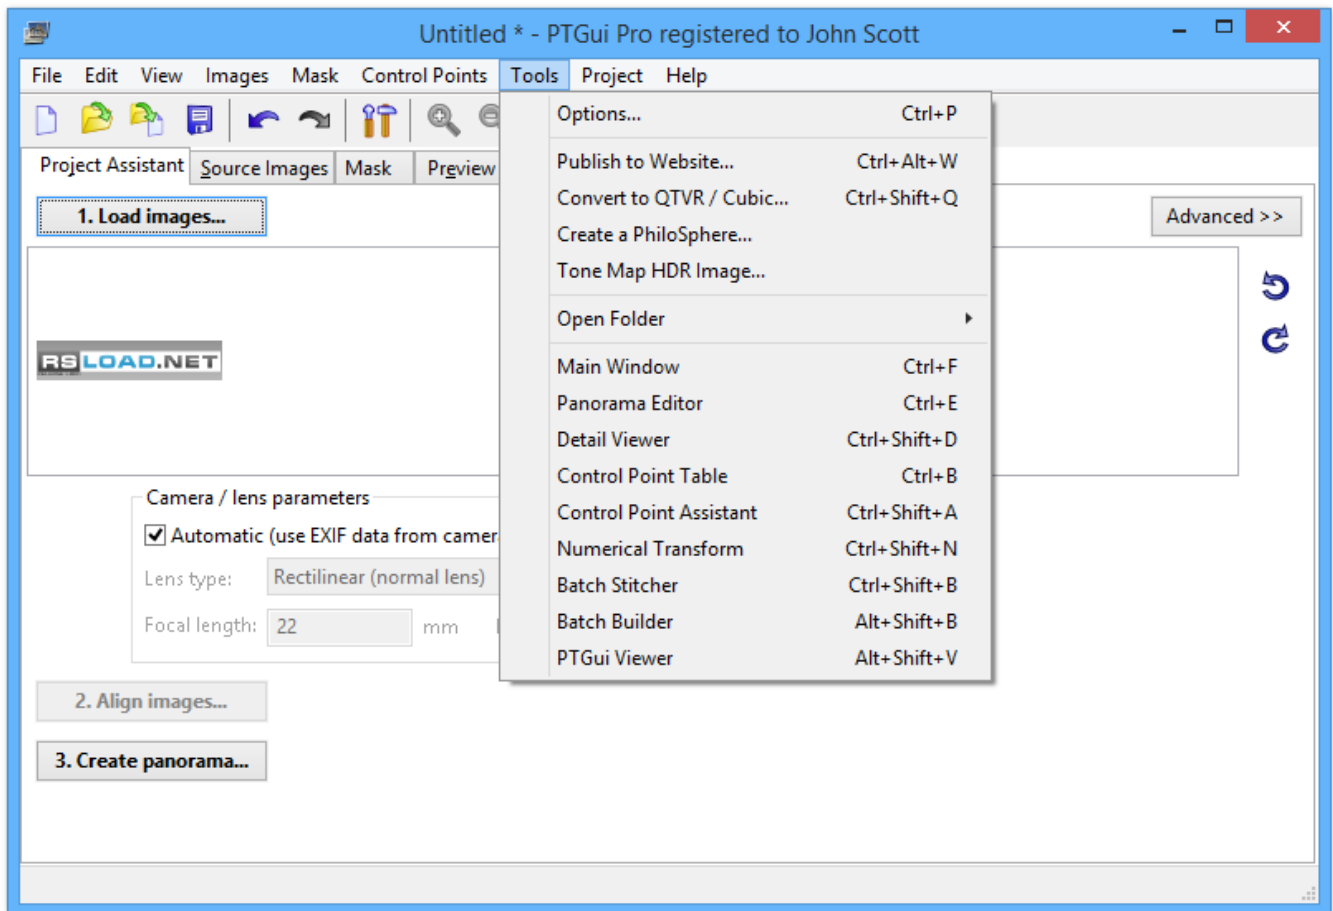 Untitled * - PTGui Pro registered to John Scott
File Edit View Images Mask Control Points Tools Project Help
Options... Ctrl+P
Project Assistant Source Images Mask Preview
Publish to Website... Ctrl+Alt+W
Convert to QTVR / Cubic... Ctrl+Shift+Q
1. Load images...
Advanced >>
Create a PhiloSphere...
Tone Map HDR Image...
Open Folder
RSLOAD.NET
Main Window Ctrl+F
Panorama Editor Ctrl+E
Detail Viewer Ctrl+Shift+D
Control Point Table Ctrl+B
Control Point Assistant Ctrl+Shift+A
Numerical Transform Ctrl+Shift+N
Batch Stitcher Ctrl+Shift+B
Batch Builder Alt+Shift+B
PTGui Viewer Alt+Shift+V
Camera / lens parameters
Automatic (use EXIF data from camer
Lens type: Rectilinear (normal lens)
Focal length: 22 mm
2. Align images...
3. Create panorama...